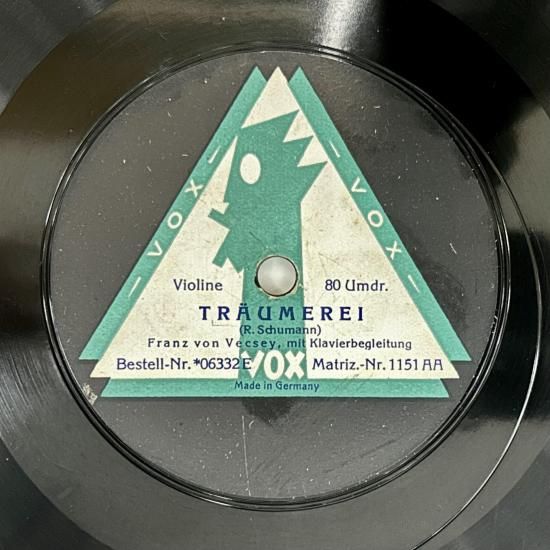 — VOX —
— VOX —
Violine 80 Umdr.
TRÄUMEREI
(R. Schumann)
Franz von Vecsey, mit Klavierbegleitung
Bestell-Nr. *06332E VOX Matriz.-Nr. 1151 AA
Made in Germany